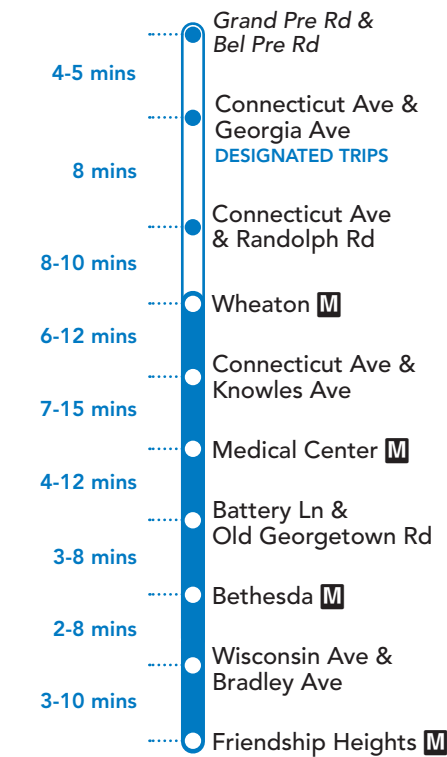 Grand Pre Rd &
Bel Pre Rd
4-5 mins
Connecticut Ave &
Georgia Ave
DESIGNATED TRIPS
8 mins
Connecticut Ave
& Randolph Rd
8-10 mins
Wheaton M
6-12 mins
Connecticut Ave &
Knowles Ave
7-15 mins
Medical Center M
4-12 mins
Battery Ln &
Old Georgetown Rd
3-8 mins
Bethesda M
2-8 mins
Wisconsin Ave &
Bradley Ave
3-10 mins
Friendship Heights M